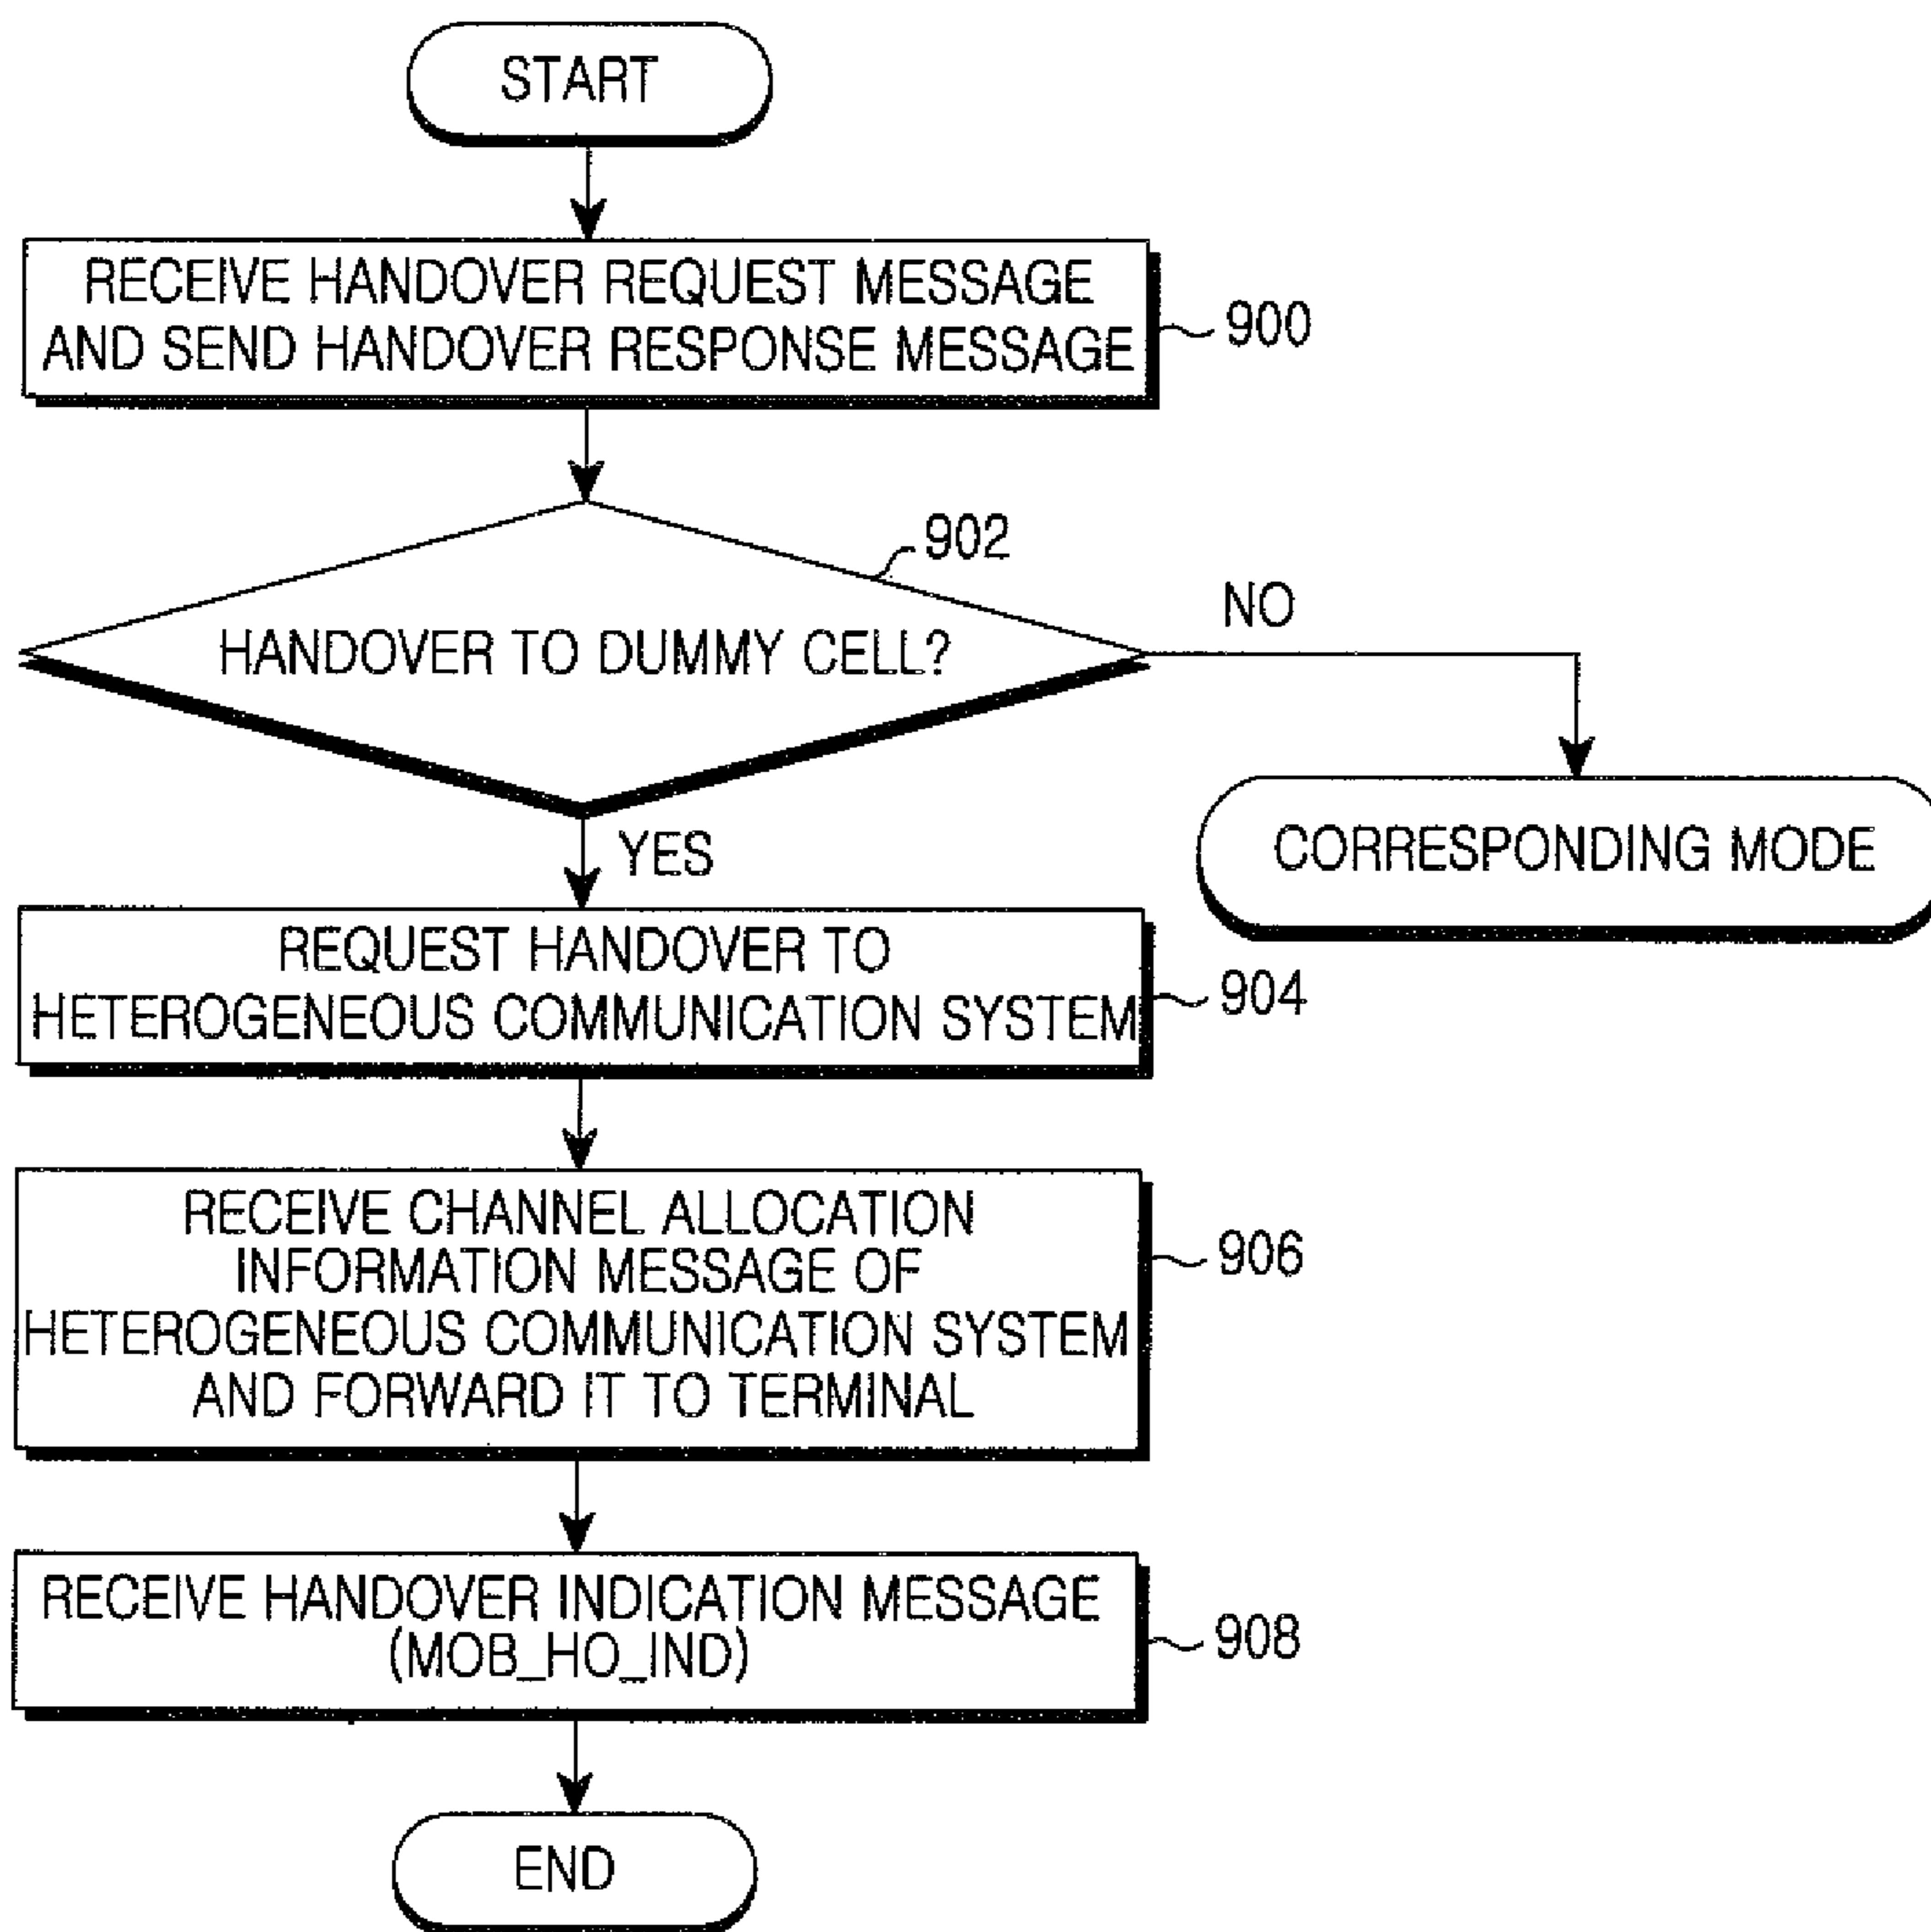 START
RECEIVE HANDOVER REQUEST MESSAGE
AND SEND HANDOVER RESPONSE MESSAGE
900
902
HANDOVER TO DUMMY CELL?
NO
YES
CORRESPONDING MODE
REQUEST HANDOVER TO
HETEROGENEOUS COMMUNICATION SYSTEM
904
RECEIVE CHANNEL ALLOCATION
INFORMATION MESSAGE OF
HETEROGENEOUS COMMUNICATION SYSTEM
AND FORWARD IT TO TERMINAL
906
RECEIVE HANDOVER INDICATION MESSAGE
(MOB_HO_IND)
908
END